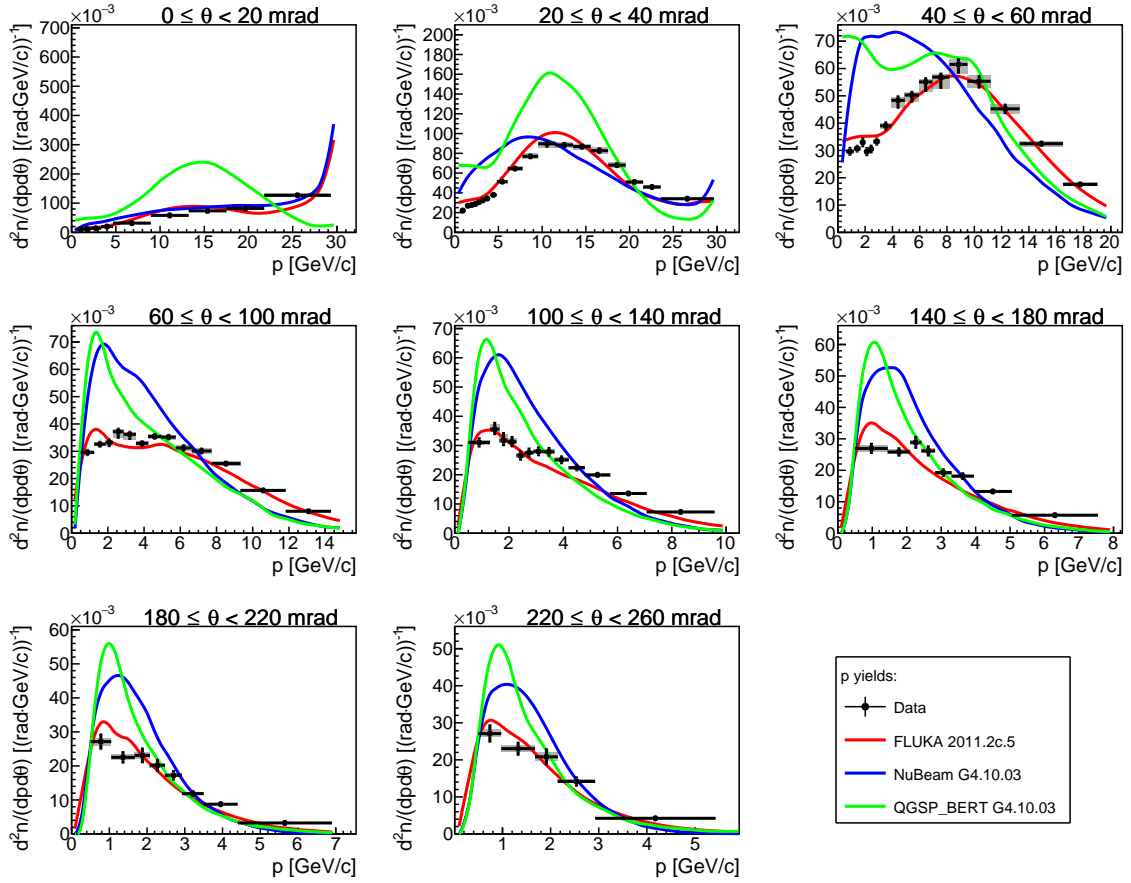 ×10⁻³ 0 ≤ θ < 20 mrad
d²n/(dpdθ) [(rad·GeV/c))⁻¹]
700
600
500
400
300
200
100
0
0 5 10 15 20 25 30
p [GeV/c]
×10⁻³ 20 ≤ θ < 40 mrad
d²n/(dpdθ) [(rad·GeV/c))⁻¹]
200
180
160
140
120
100
80
60
40
20
0
0 5 10 15 20 25 30
p [GeV/c]
×10⁻³ 40 ≤ θ < 60 mrad
d²n/(dpdθ) [(rad·GeV/c))⁻¹]
70
60
50
40
30
20
10
0
0 2 4 6 8 10 12 14 16 18 20
p [GeV/c]
×10⁻³ 60 ≤ θ < 100 mrad
d²n/(dpdθ) [(rad·GeV/c))⁻¹]
70
60
50
40
30
20
10
0
0 2 4 6 8 10 12 14
p [GeV/c]
×10⁻³ 100 ≤ θ < 140 mrad
d²n/(dpdθ) [(rad·GeV/c))⁻¹]
70
60
50
40
30
20
10
0
0 2 4 6 8 10
p [GeV/c]
×10⁻³ 140 ≤ θ < 180 mrad
d²n/(dpdθ) [(rad·GeV/c))⁻¹]
60
50
40
30
20
10
0
0 1 2 3 4 5 6 7 8
p [GeV/c]
×10⁻³ 180 ≤ θ < 220 mrad
d²n/(dpdθ) [(rad·GeV/c))⁻¹]
60
50
40
30
20
10
0
0 1 2 3 4 5 6 7
p [GeV/c]
×10⁻³ 220 ≤ θ < 260 mrad
d²n/(dpdθ) [(rad·GeV/c))⁻¹]
50
40
30
20
10
0
0 1 2 3 4 5
p [GeV/c]
p yields:
Data
FLUKA 2011.2c.5
NuBeam G4.10.03
QGSP_BERT G4.10.03